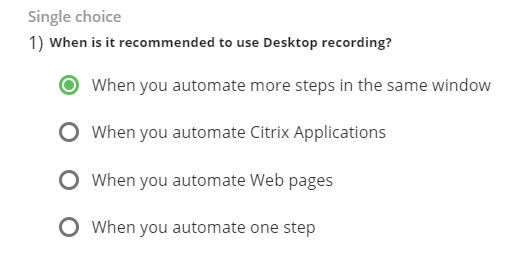 Single choice
1) When is it recommended to use Desktop recording?
When you automate more steps in the same window
When you automate Citrix Applications
When you automate Web pages
When you automate one step